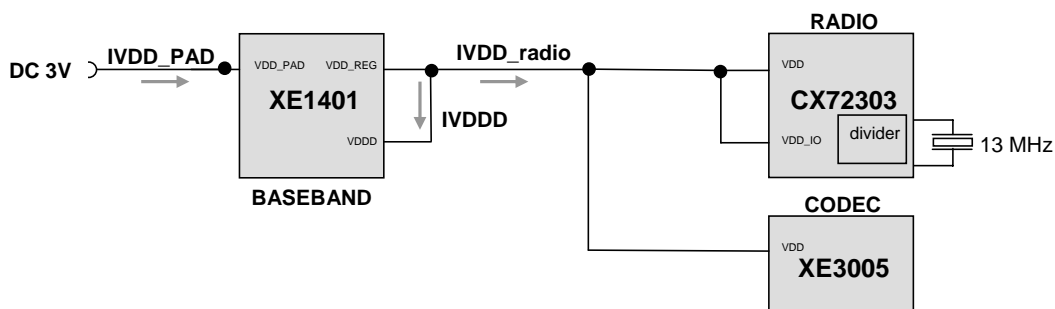 RADIO
IVDD_PAD
IVDD_radio
DC 3V
VDD_PAD
VDD_REG
VDD
XE1401
CX72303
IVDDD
VDDD
VDD_IO
divider
13 MHz
BASEBAND
CODEC
VDD
XE3005